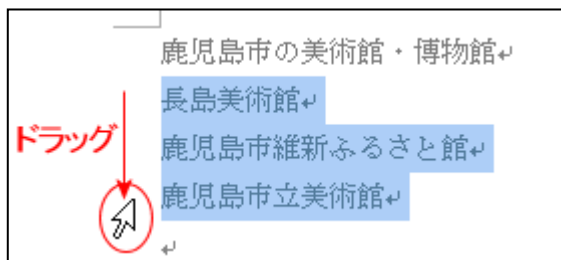 鹿児島市の美術館・博物館↵
長島美術館↵
ドラッグ
鹿児島市維新ふるさと館↵
鹿児島市立美術館↵
↵